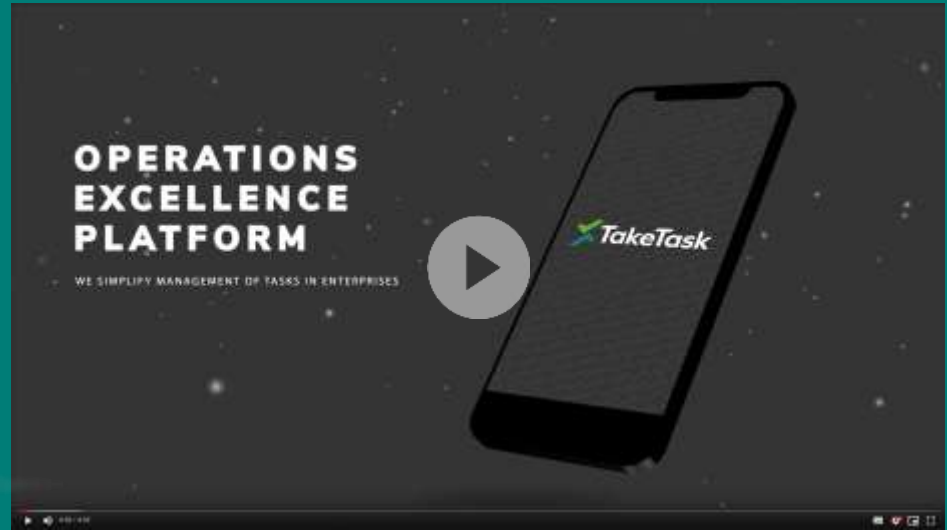 OPERATIONS
EXCELLENCE
PLATFORM
WE SIMPLIFY MANAGEMENT OF TASKS IN ENTERPRISES
TakeTask